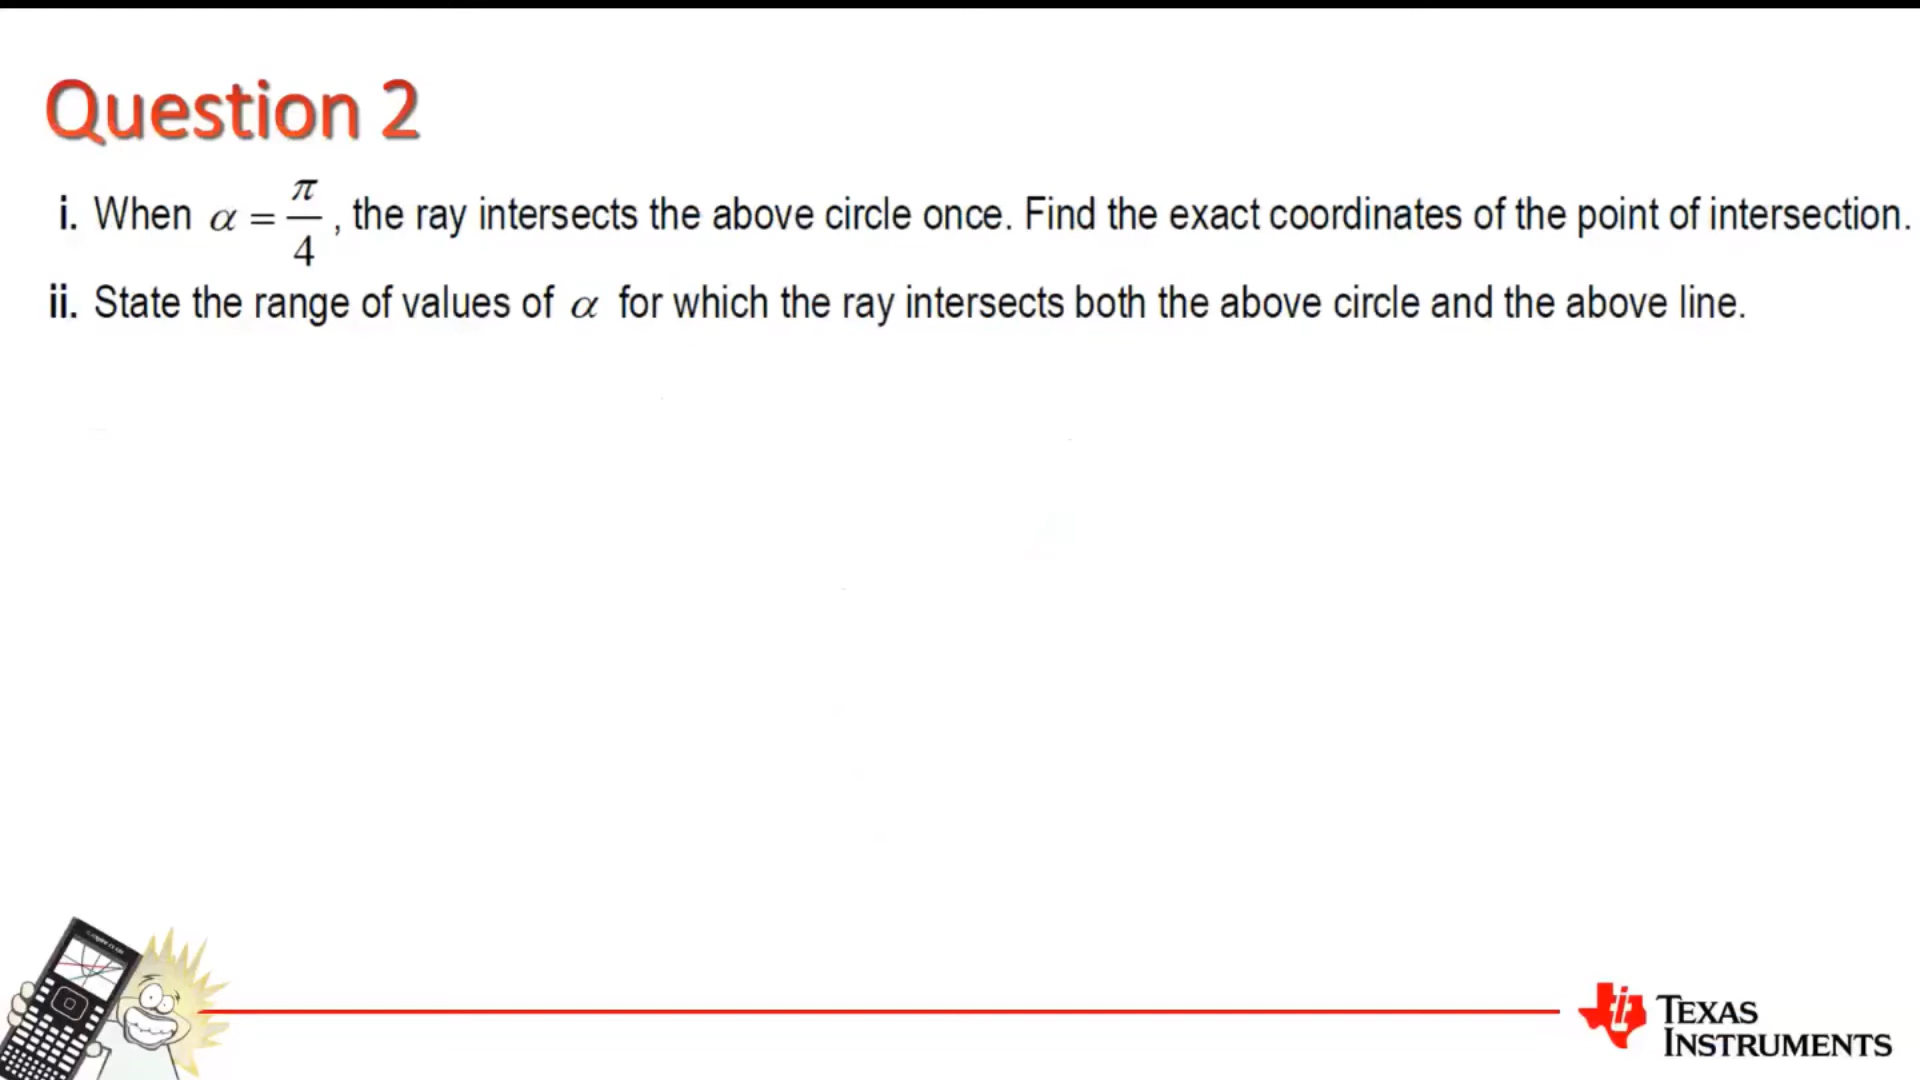 Question 2
i. When α = π/4, the ray intersects the above circle once. Find the exact coordinates of the point of intersection.
ii. State the range of values of α for which the ray intersects both the above circle and the above line.
TEXAS
INSTRUMENTS